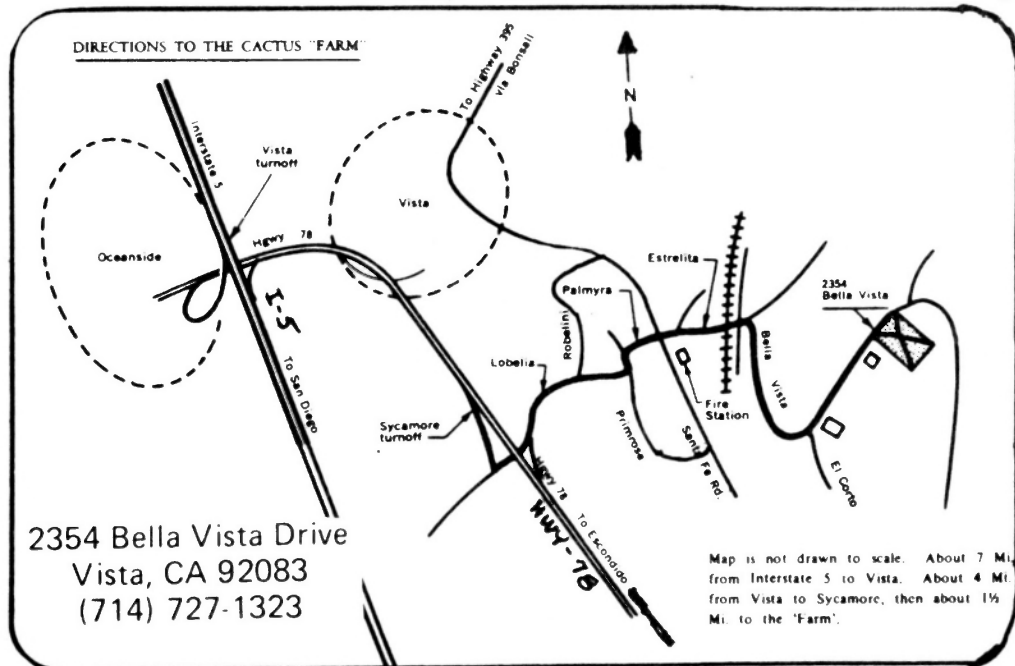 DIRECTIONS TO THE CACTUS "FARM"
To Highway 395
via Bonsall
N
Interstate 5
Vista
turnoff
Vista
Oceanside
Hgwy 78
I-5
To San Diego
Estrelita
Palmyra
2354
Bella Vista
Robelini
Lobelia
Bella
Vista
Fire
Station
Sycamore
turnoff
Primrose
Santa Fe Rd.
El Corto
Hgwy 78 To Escondido
HWY-78
2354 Bella Vista Drive
Vista, CA 92083
(714) 727-1323
Map is not drawn to scale. About 7 Mi.
from Interstate 5 to Vista. About 4 Mi.
from Vista to Sycamore, then about 1½
Mi. to the 'Farm'.